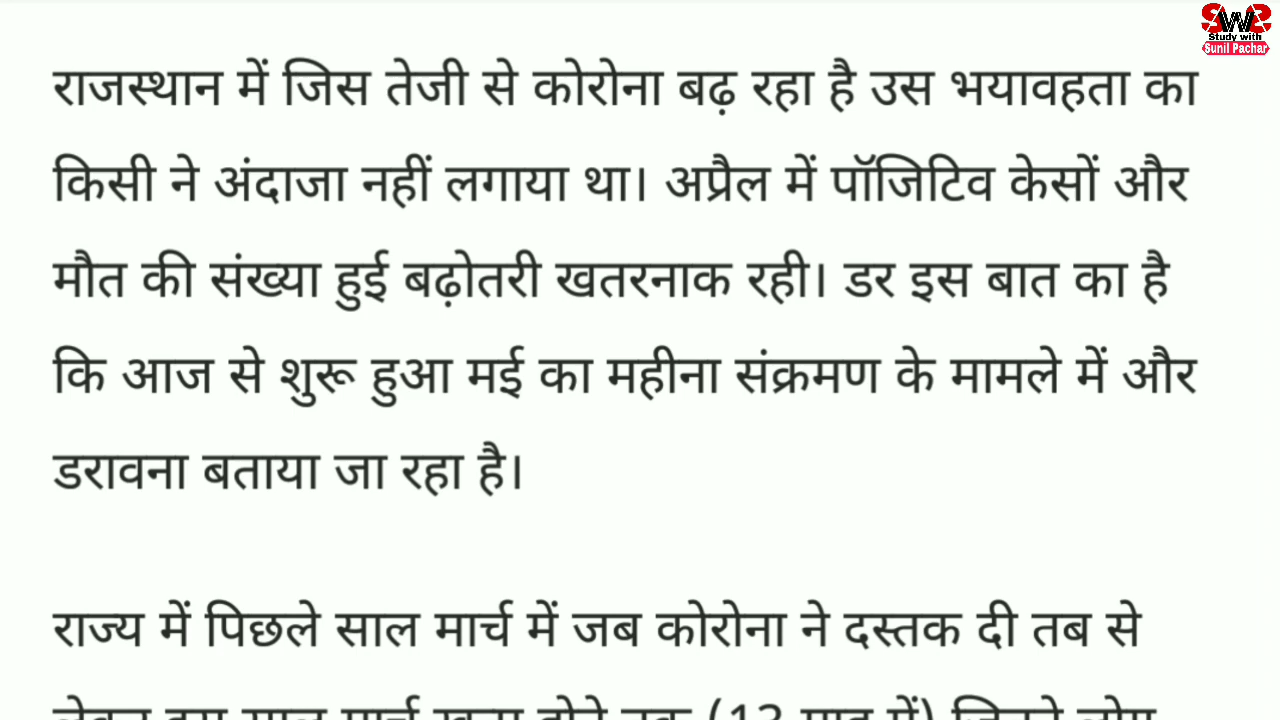 SWS
Study with
Sunil Pachar
राजस्थान में जिस तेजी से कोरोना बढ़ रहा है उस भयावहता का
किसी ने अंदाजा नहीं लगाया था। अप्रैल में पॉजिटिव केसों और
मौत की संख्या हुई बढ़ोतरी खतरनाक रही। डर इस बात का है
कि आज से शुरू हुआ मई का महीना संक्रमण के मामले में और
डरावना बताया जा रहा है।
राज्य में पिछले साल मार्च में जब कोरोना ने दस्तक दी तब से